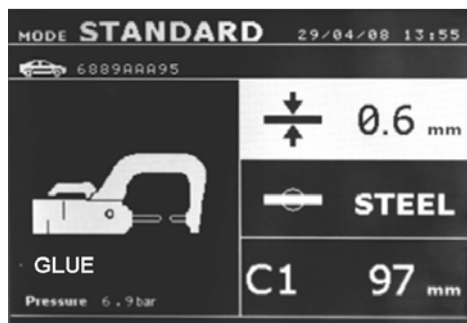 MODE STANDARD 29/04/08 13:55
6889AAA95
0.6 mm
STEEL
GLUE
C1 97 mm
Pressure 6.9bar